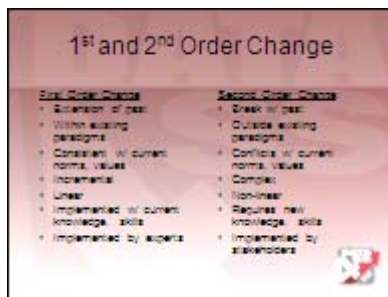 1st and 2nd Order Change
First Order Change
• Extension of past
• Within existing
paradigms
• Consistent w/ current
norms, values
• Incremental
• Linear
• Implemented w/ current
knowledge, skills
• Implemented by experts
Second Order Change
• Break w/ past
• Outside existing
paradigms
• Conflicts w/ current
norms, values
• Complex
• Non-linear
• Requires new
knowledge, skills
• Implemented by
stakeholders